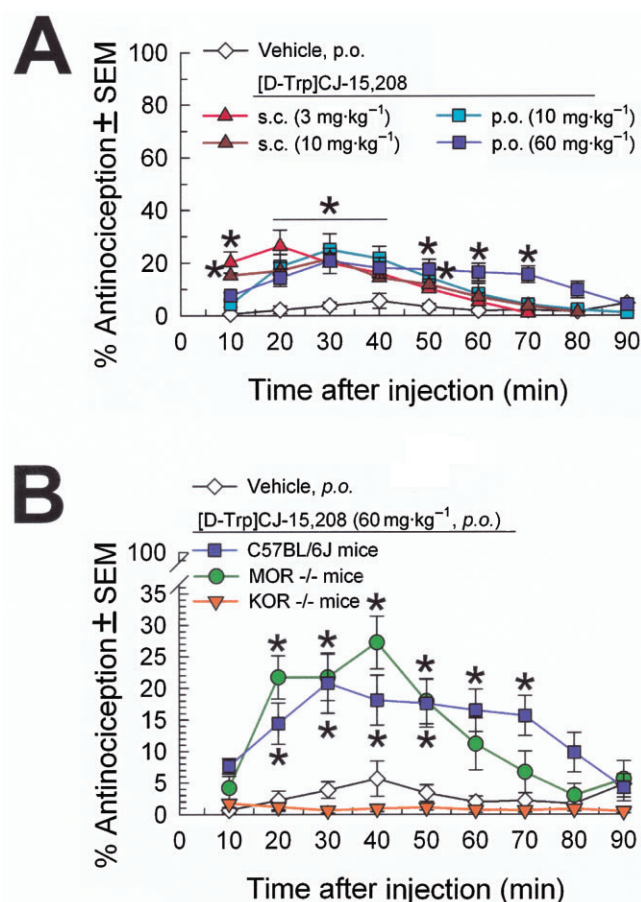 A
% Antinociception ± SEM
100
80
60
40
20
0
Vehicle, p.o.
[D-Trp]CJ-15,208
s.c. (3 mg·kg⁻¹)
p.o. (10 mg·kg⁻¹)
s.c. (10 mg·kg⁻¹)
p.o. (60 mg·kg⁻¹)
*
*
*
*
*
*
*
0 10 20 30 40 50 60 70 80 90
Time after injection (min)
B
% Antinociception ± SEM
100
35
30
25
20
15
10
5
0
Vehicle, p.o.
[D-Trp]CJ-15,208 (60 mg·kg⁻¹, p.o.)
C57BL/6J mice
MOR -/- mice
KOR -/- mice
*
* * * * *
* * * *
0 10 20 30 40 50 60 70 80 90
Time after injection (min)